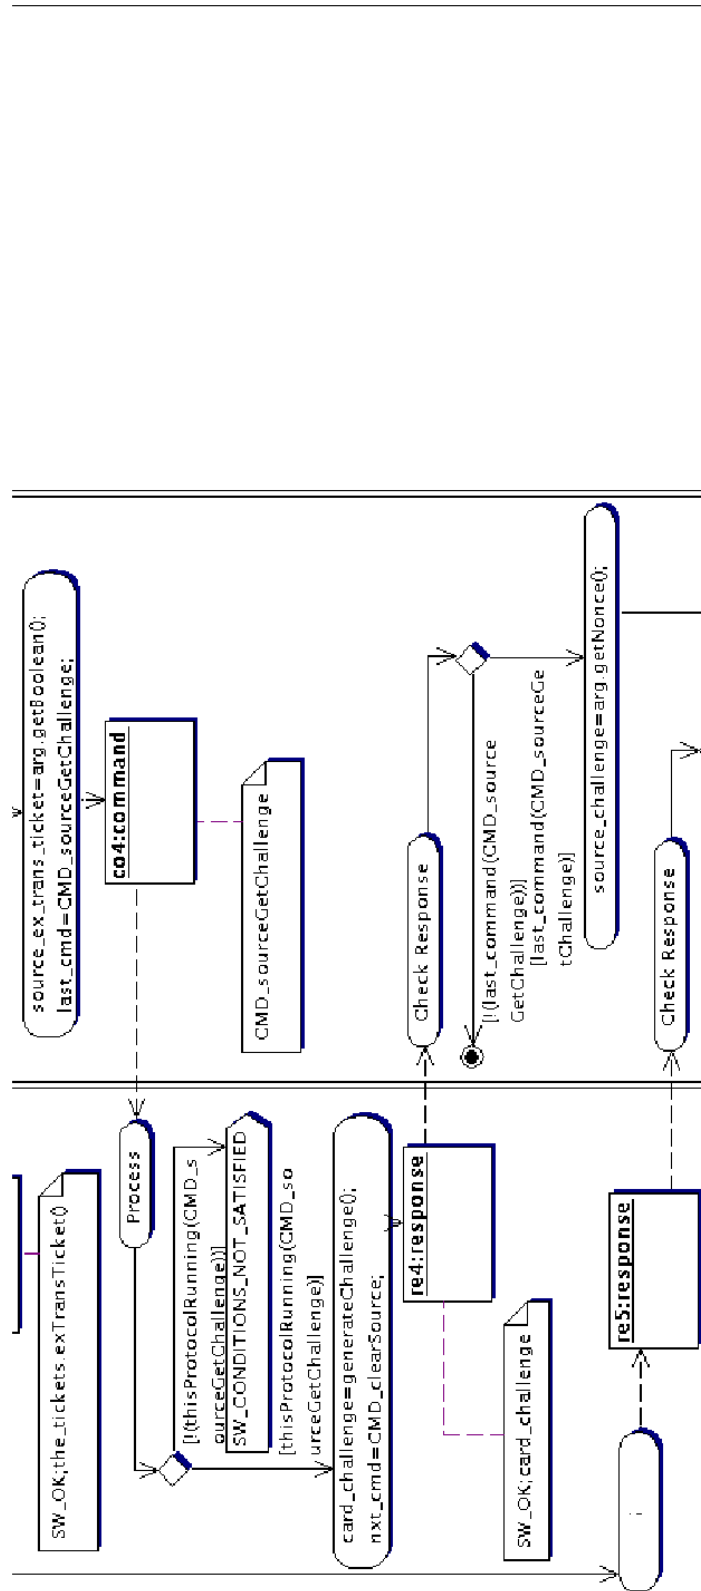 source_ex_trans_ticket=arg.getBoolean();
last_cmd=CMD_sourceGetChallenge;
co4:command
CMD_sourceGetChallenge
Check Response
[!(last_command(CMD_source
GetChallenge))]
[last_command(CMD_sourceGe
tChallenge)]
source_challenge=arg.getNonce();
Check Response
SW_OK;the_tickets.exTransTicket()
Process
[!(thisProtocolRunning(CMD_s
ourceGetChallenge))]
SW_CONDITIONS_NOT_SATISFIED
[thisProtocolRunning(CMD_so
urceGetChallenge)]
card_challenge=generateChallenge();
nxt_cmd=CMD_clearSource;
re4:response
SW_OK;card_challenge
re5:response